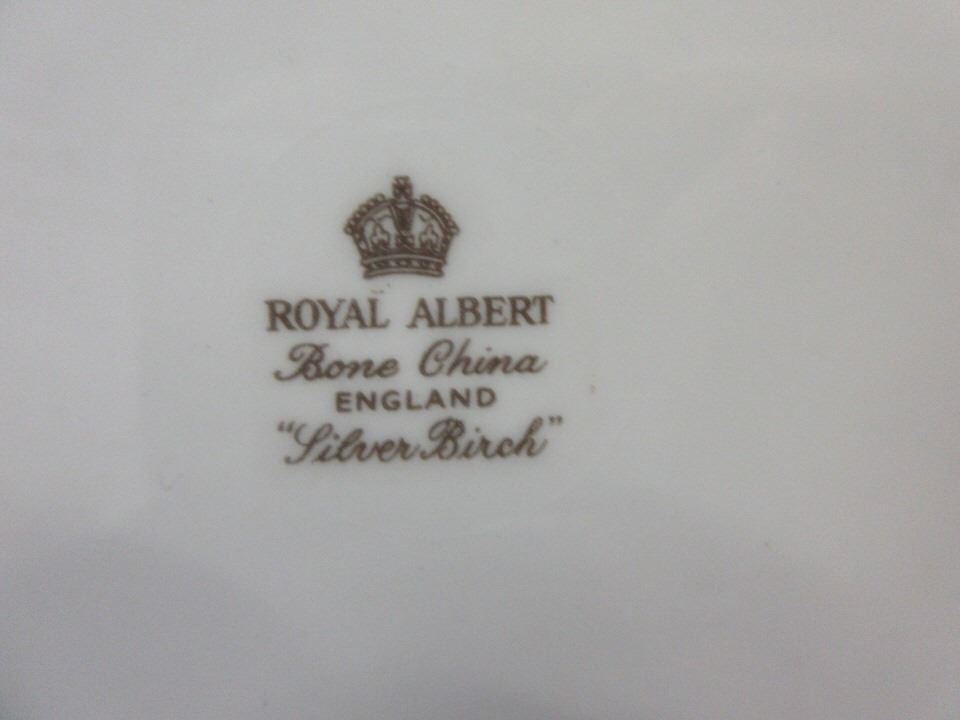 ROYAL ALBERT
Bone China
ENGLAND
"Silver Birch"